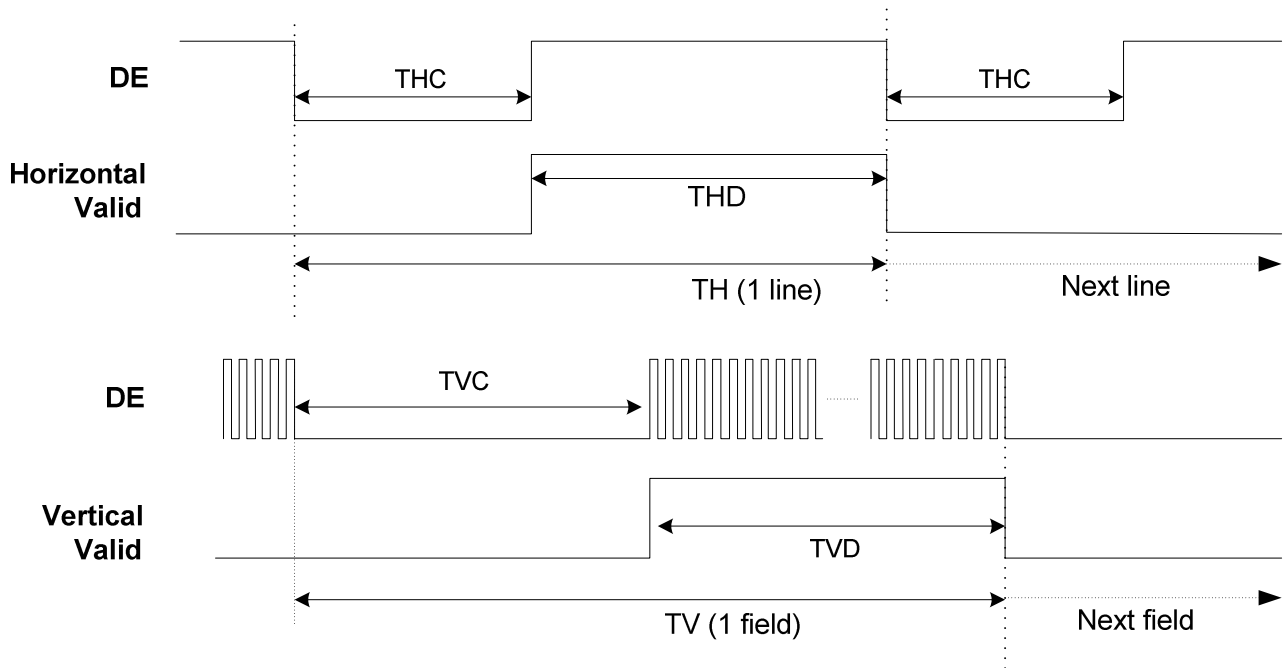 DE
THC
THC
Horizontal
Valid
THD
TH (1 line)
Next line
DE
TVC
Vertical
Valid
TVD
TV (1 field)
Next field